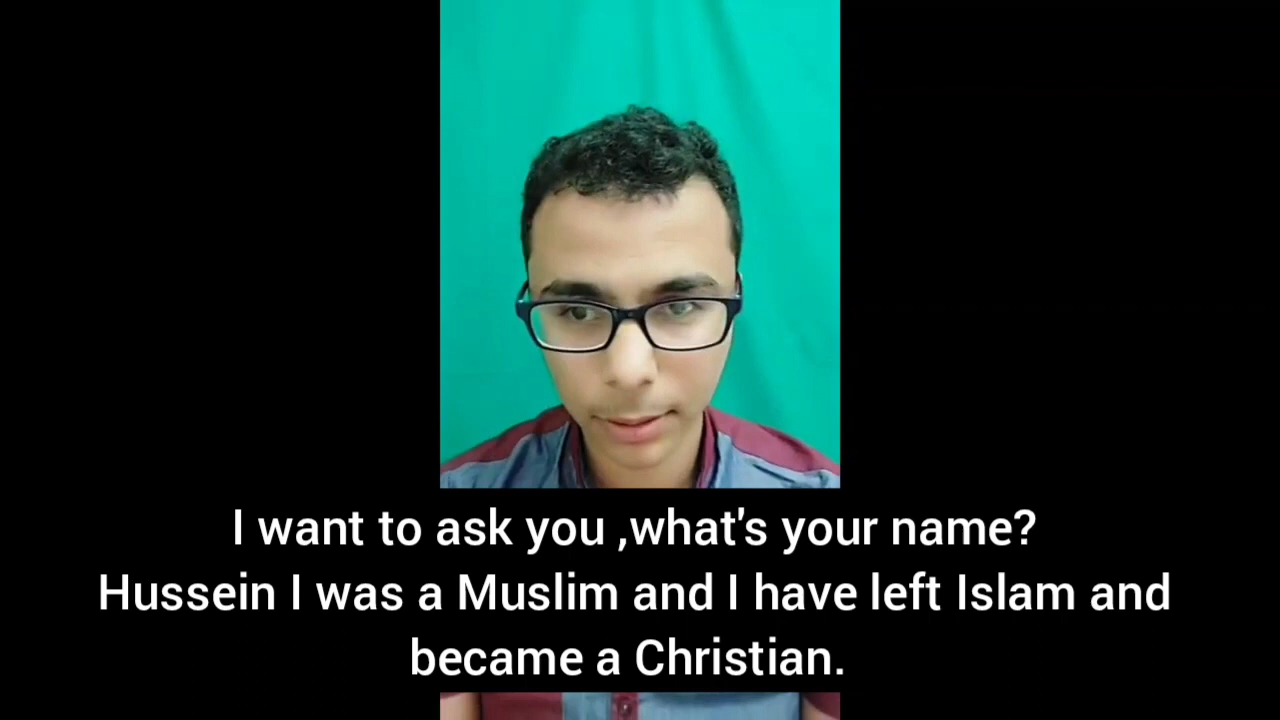 I want to ask you ,what's your name?
Hussein I was a Muslim and I have left Islam and
became a Christian.